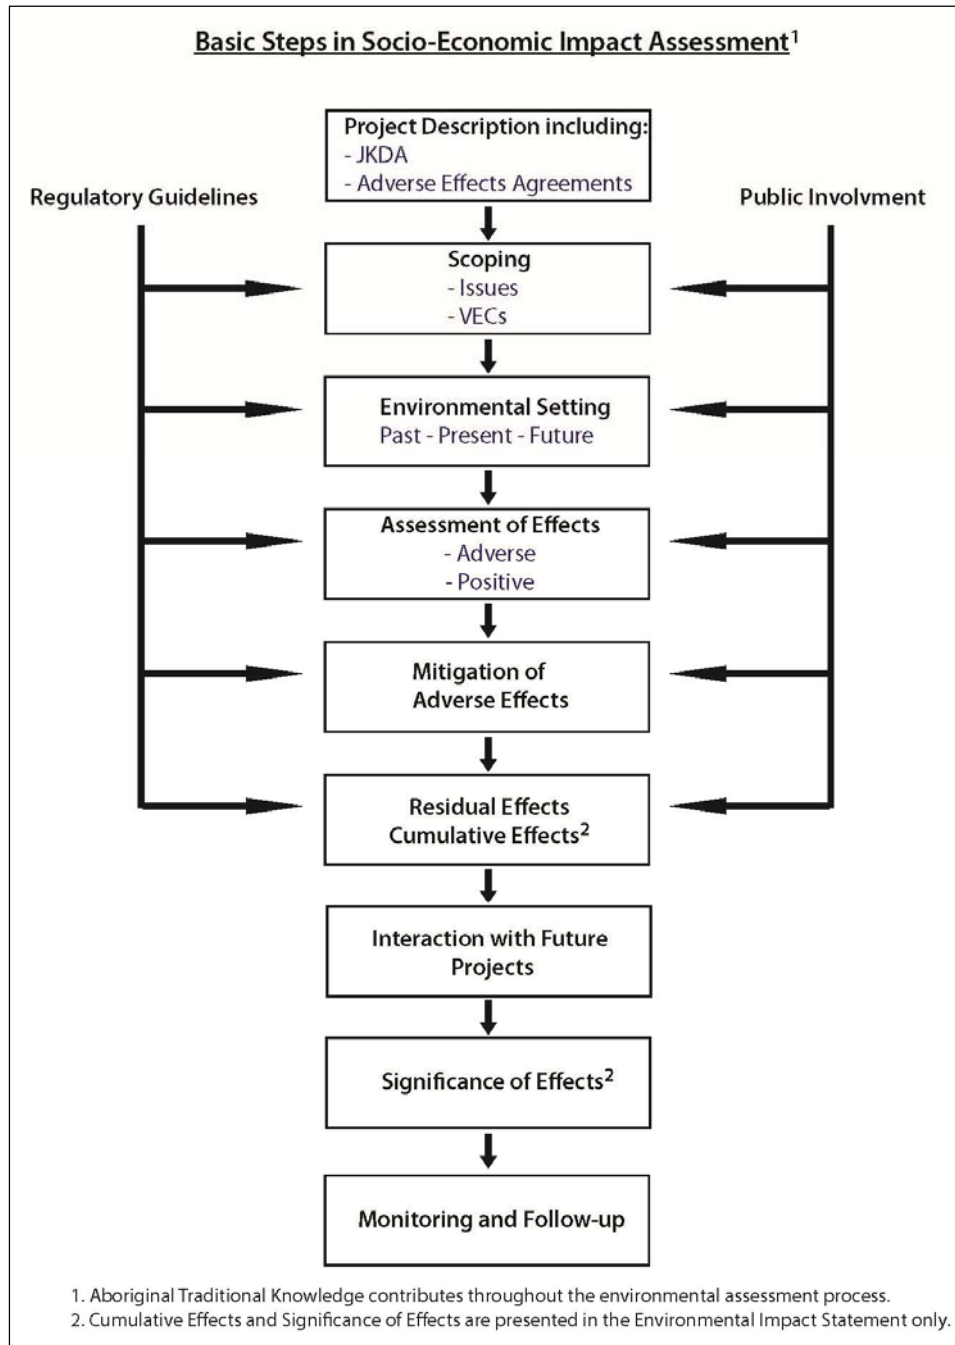 Basic Steps in Socio-Economic Impact Assessment1
Project Description including:
- JKDA
- Adverse Effects Agreements
Regulatory Guidelines
Public Involvment
Scoping
- Issues
- VECs
Environmental Setting
Past - Present - Future
Assessment of Effects
- Adverse
- Positive
Mitigation of
Adverse Effects
Residual Effects
Cumulative Effects2
Interaction with Future
Projects
Significance of Effects2
Monitoring and Follow-up
1. Aboriginal Traditional Knowledge contributes throughout the environmental assessment process.
2. Cumulative Effects and Significance of Effects are presented in the Environmental Impact Statement only.